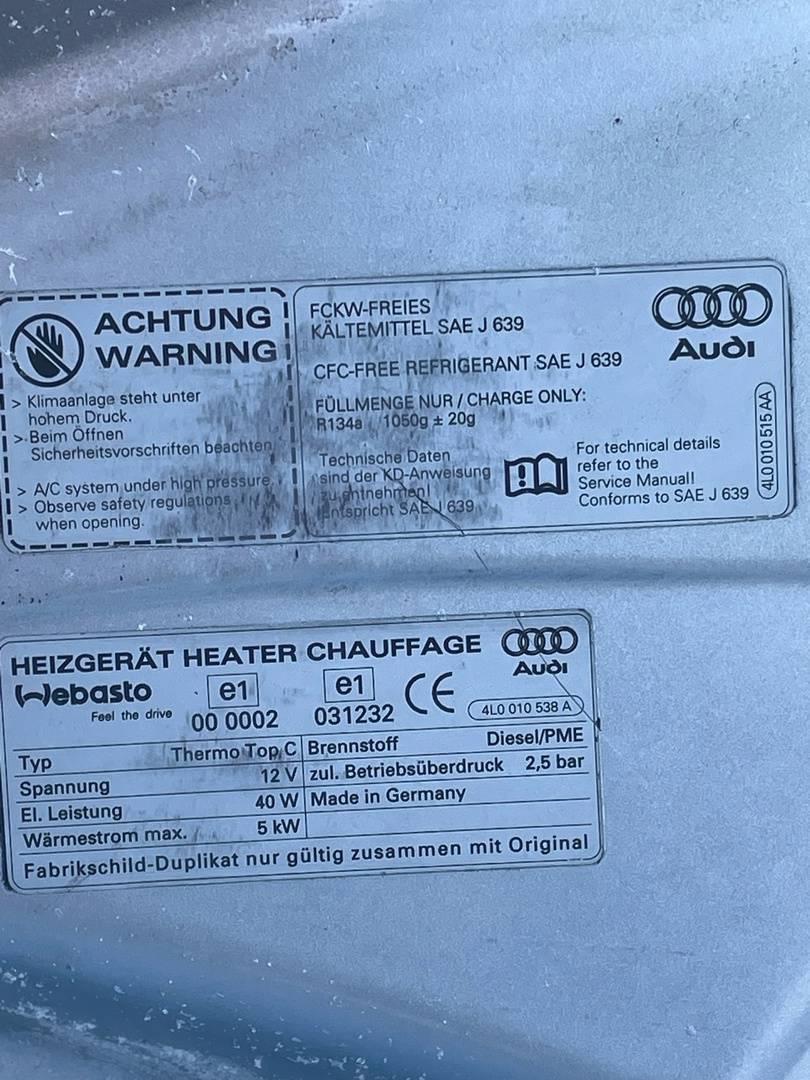 ACHTUNG
WARNING
> Klimaanlage steht unter
hohem Druck.
> Beim Öffnen
Sicherheitsvorschriften beachten
> A/C system under high pressure.
> Observe safety regulations
when opening.
FCKW-FREIES
KÄLTEMITTEL SAE J 639
CFC-FREE REFRIGERANT SAE J 639
FÜLLMENGE NUR / CHARGE ONLY:
R134a 1050g ± 20g
Technische Daten
sind der KD-Anweisung
zu entnehmen!
Entspricht SAE J 639
Audi
For technical details
refer to the
Service Manual!
Conforms to SAE J 639
4L0 010 515 AA
HEIZGERÄT HEATER CHAUFFAGE
Audi
Webasto
Feel the drive
e1
00 0002
e1
031232
CE
4L0 010 538 A
Typ Thermo Top C Brennstoff Diesel/PME
Spannung 12 V zul. Betriebsüberdruck 2,5 bar
El. Leistung 40 W Made in Germany
Wärmestrom max. 5 kW
Fabrikschild-Duplikat nur gültig zusammen mit Original